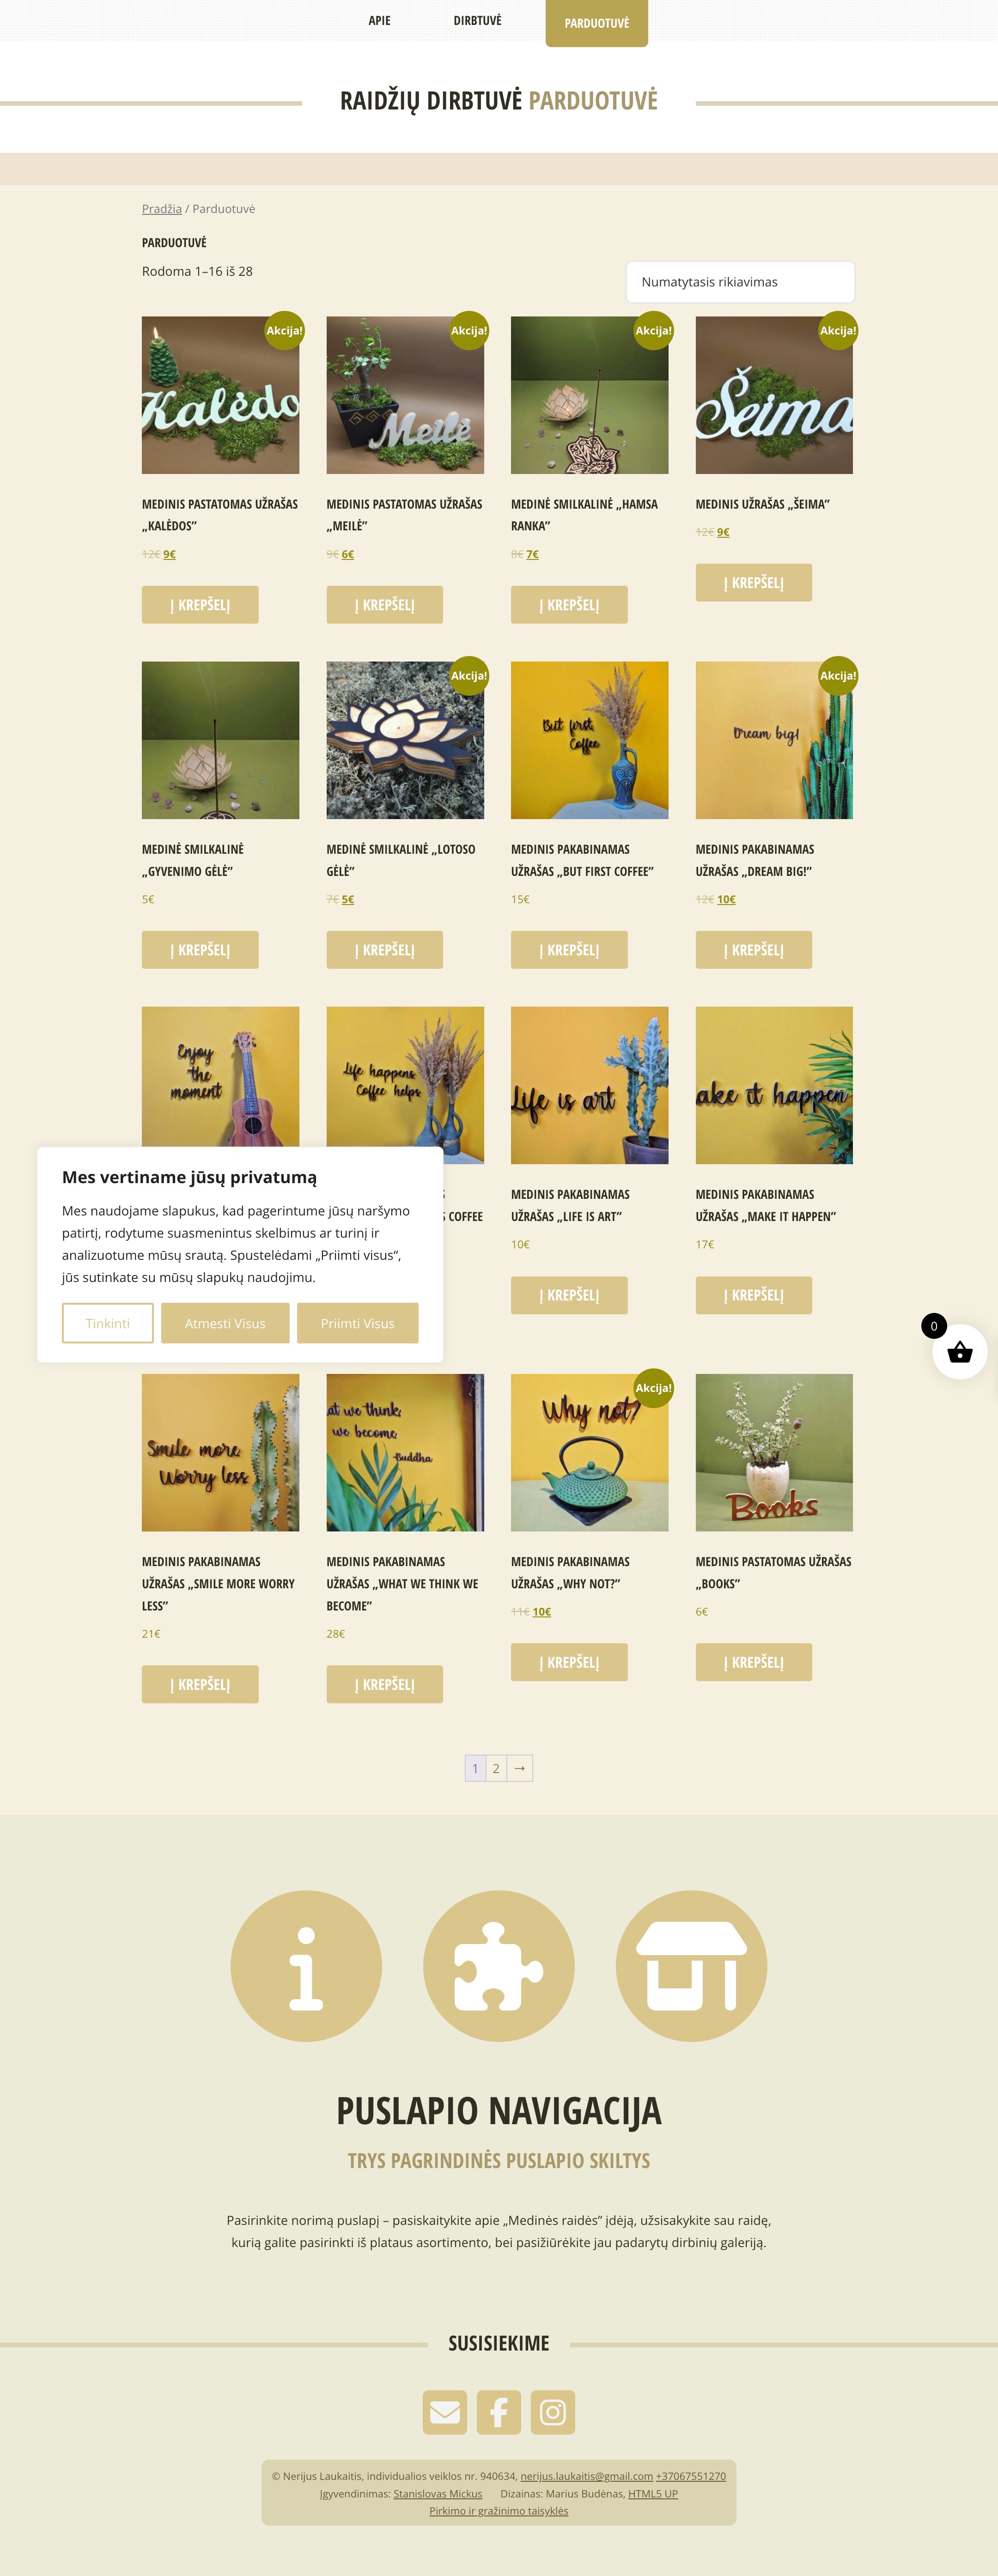 APIE
DIRBTUVĖ
PARDUOTUVĖ
RAIDŽIŲ DIRBTUVĖ PARDUOTUVĖ
Pradžia / Parduotuvė
PARDUOTUVĖ
Rodoma 1–16 iš 28
Numatytasis rikiavimas
Akcija!
Akcija!
Akcija!
Akcija!
Kalėdo
Meilė
Šeima
MEDINIS PASTATOMAS UŽRAŠAS
„KALĖDOS”
12€ 9€
Į KREPŠELĮ
MEDINIS PASTATOMAS UŽRAŠAS
„MEILĖ”
9€ 6€
Į KREPŠELĮ
MEDINĖ SMILKALINĖ „HAMSA
RANKA”
8€ 7€
Į KREPŠELĮ
MEDINIS UŽRAŠAS „ŠEIMA”
12€ 9€
Į KREPŠELĮ
Akcija!
But first
Coffee
Akcija!
Dream big!
MEDINĖ SMILKALINĖ
„GYVENIMO GĖLĖ”
5€
Į KREPŠELĮ
MEDINĖ SMILKALINĖ „LOTOSO
GĖLĖ”
7€ 5€
Į KREPŠELĮ
MEDINIS PAKABINAMAS
UŽRAŠAS „BUT FIRST COFFEE”
15€
Į KREPŠELĮ
MEDINIS PAKABINAMAS
UŽRAŠAS „DREAM BIG!”
12€ 10€
Į KREPŠELĮ
Enjoy
the
moment
Life happens
Coffee helps
Life is art
ake it happen
S
S COFFEE
MEDINIS PAKABINAMAS
UŽRAŠAS „LIFE IS ART”
10€
Į KREPŠELĮ
MEDINIS PAKABINAMAS
UŽRAŠAS „MAKE IT HAPPEN”
17€
Į KREPŠELĮ
Mes vertiname jūsų privatumą
Mes naudojame slapukus, kad pagerintume jūsų naršymo
patirtį, rodytume suasmenintus skelbimus ar turinį ir
analizuotume mūsų srautą. Spustelėdami „Priimti visus“,
jūs sutinkate su mūsų slapukų naudojimu.
Tinkinti
Atmesti Visus
Priimti Visus
0
Smile more
Worry less
at we think
we become
-Buddha
Akcija!
Why not?
Books
MEDINIS PAKABINAMAS
UŽRAŠAS „SMILE MORE WORRY
LESS”
21€
Į KREPŠELĮ
MEDINIS PAKABINAMAS
UŽRAŠAS „WHAT WE THINK WE
BECOME”
28€
Į KREPŠELĮ
MEDINIS PAKABINAMAS
UŽRAŠAS „WHY NOT?”
11€ 10€
Į KREPŠELĮ
MEDINIS PASTATOMAS UŽRAŠAS
„BOOKS”
6€
Į KREPŠELĮ
1 2 →
PUSLAPIO NAVIGACIJA
TRYS PAGRINDINĖS PUSLAPIO SKILTYS
Pasirinkite norimą puslapį – pasiskaitykite apie „Medinės raidės” įdėją, užsisakykite sau raidę,
kurią galite pasirinkti iš plataus asortimento, bei pasižiūrėkite jau padarytų dirbinių galeriją.
SUSISIEKIME
© Nerijus Laukaitis, individualios veiklos nr. 940634, nerijus.laukaitis@gmail.com +37067551270
Įgyvendinimas: Stanislovas Mickus Dizainas: Marius Budėnas, HTML5 UP
Pirkimo ir gražinimo taisyklės